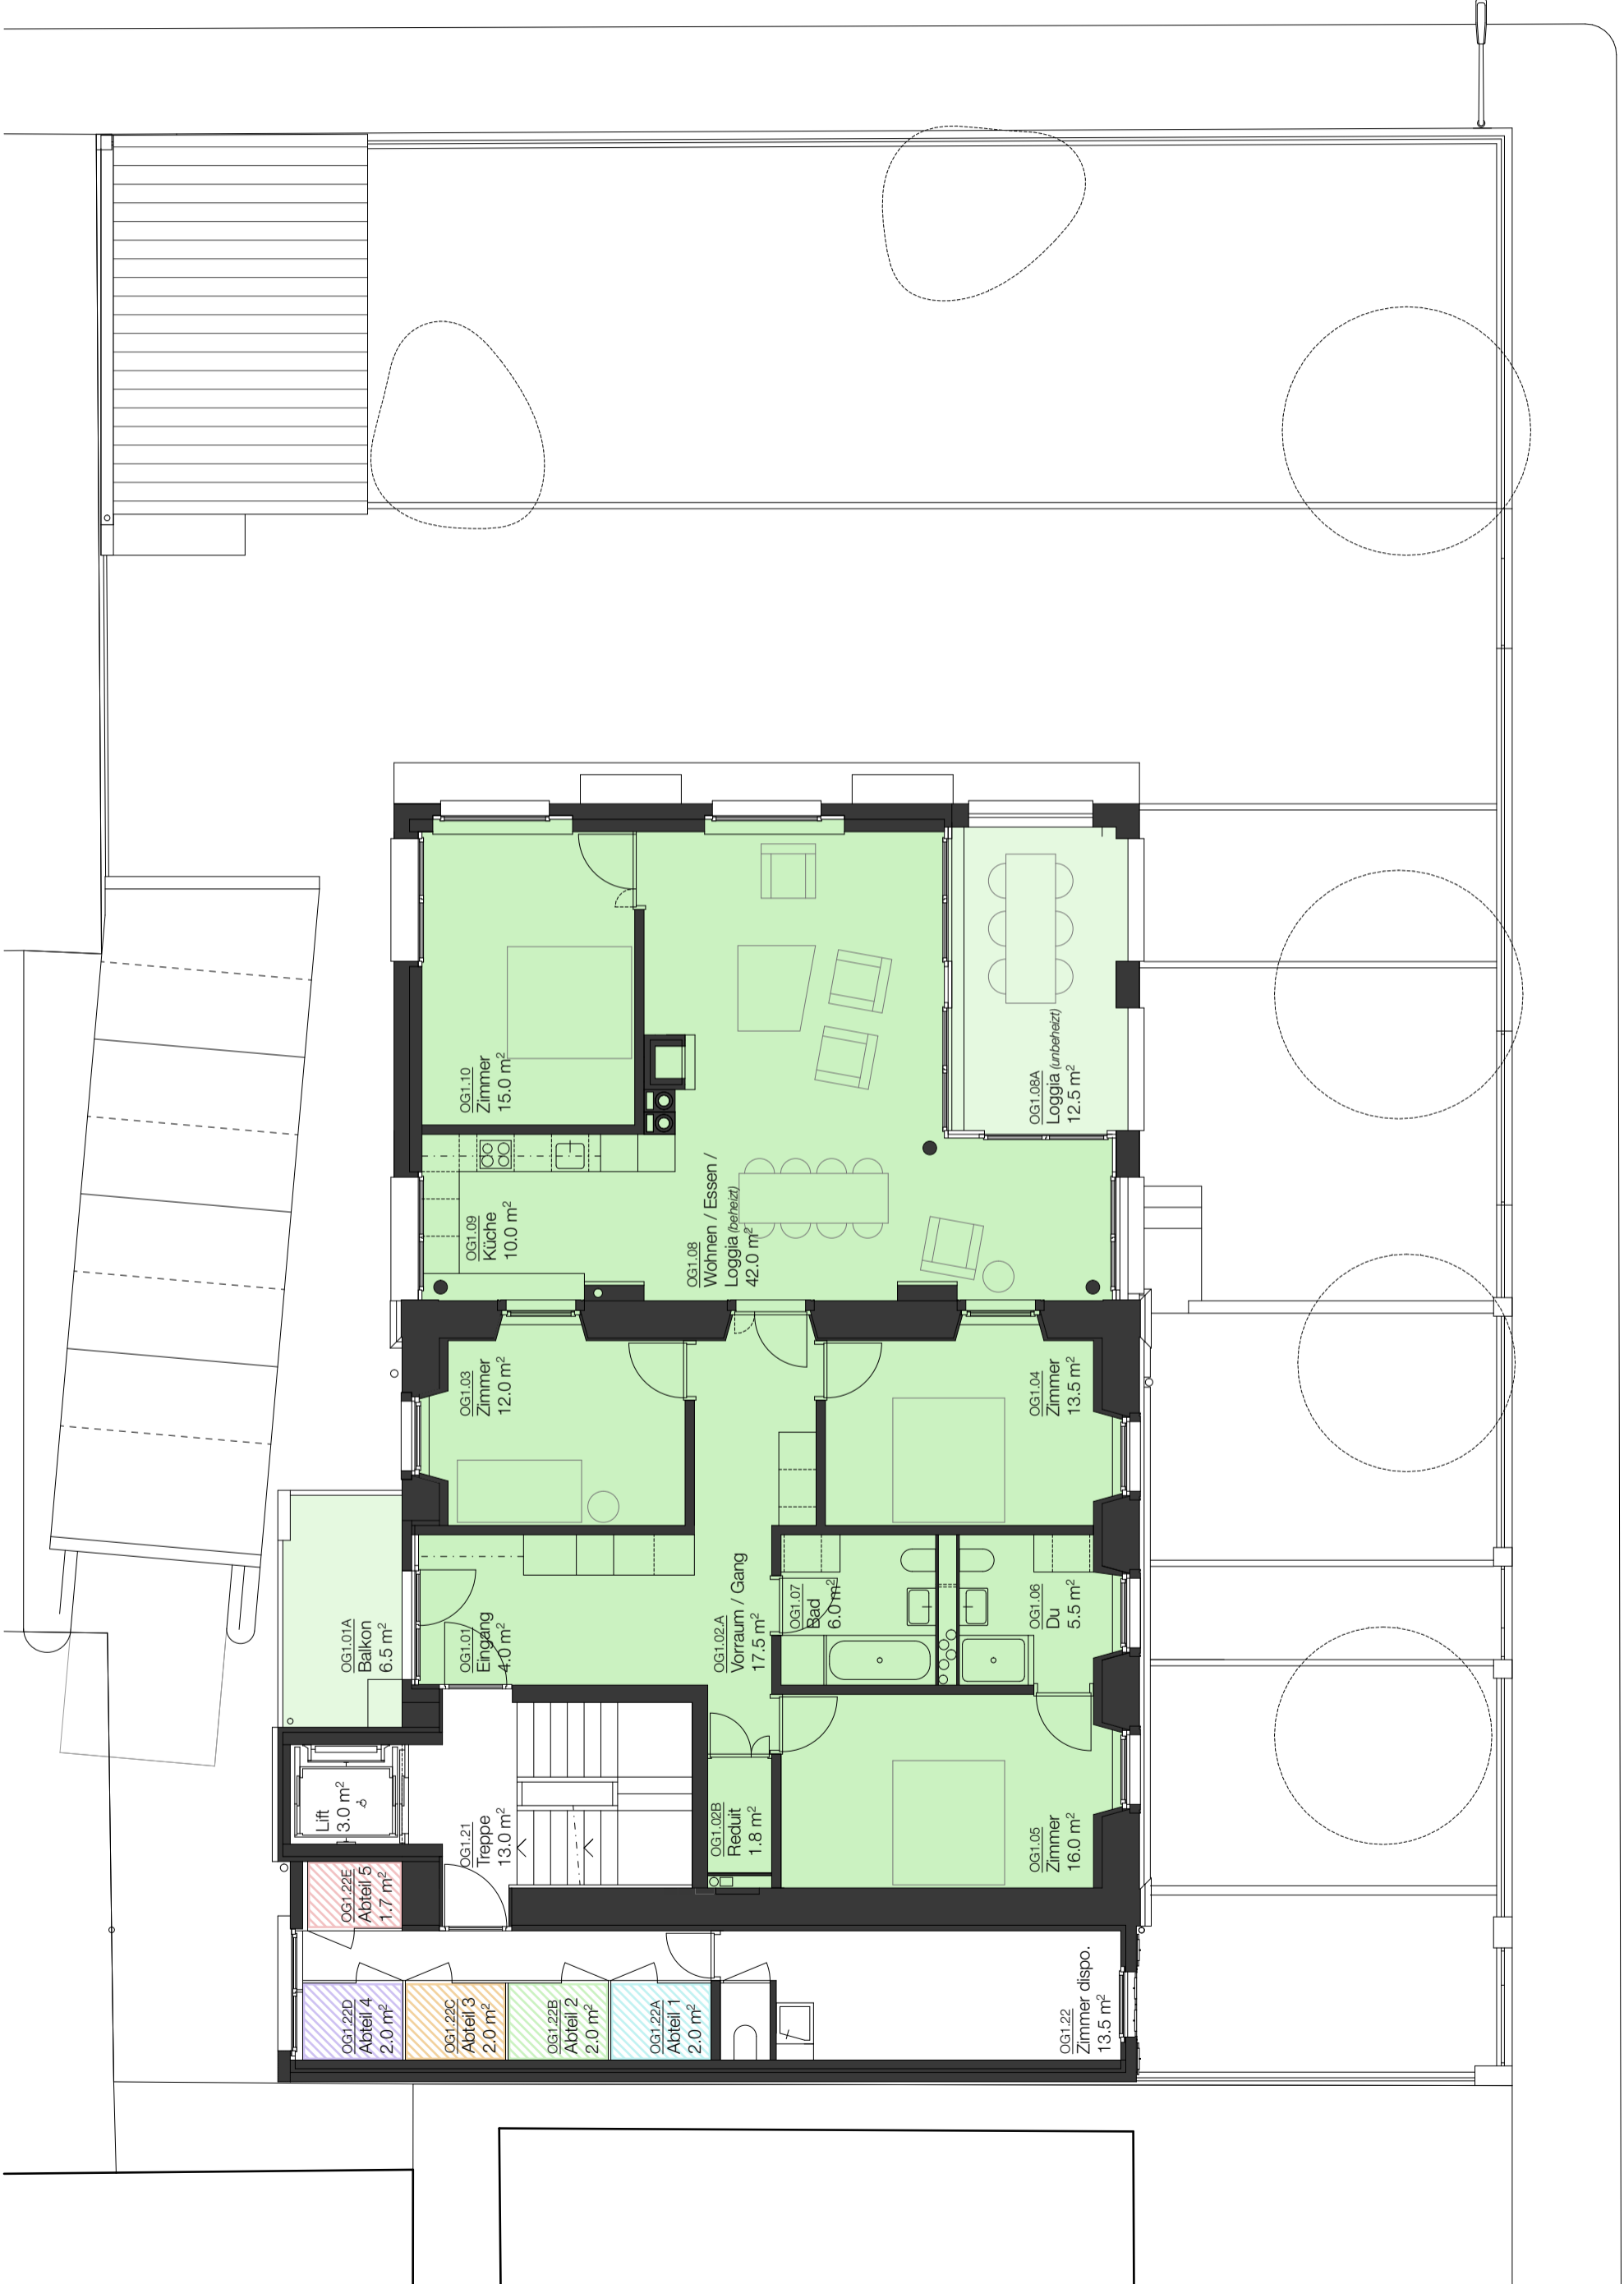 OG1.10
Zimmer
15.0 m²
OG1.09
Küche
10.0 m²
OG1.08
Wohnen / Essen /
Loggia (beheizt)
42.0 m²
OG1.08A
Loggia (unbeheizt)
12.5 m²
OG1.03
Zimmer
12.0 m²
OG1.04
Zimmer
13.5 m²
OG1.01A
Balkon
6.5 m²
OG1.01
Eingang
4.0 m²
OG1.02.A
Vorraum / Gang
17.5 m²
OG1.07
Bad
6.0 m²
OG1.06
Du
5.5 m²
Lift
3.0 m²
OG1.21
Treppe
13.0 m²
OG1.02B
Reduit
1.8 m²
OG1.05
Zimmer
16.0 m²
OG1.22E
Abteil 5
1.7 m²
OG1.22D
Abteil 4
2.0 m²
OG1.22C
Abteil 3
2.0 m²
OG1.22B
Abteil 2
2.0 m²
OG1.22A
Abteil 1
2.0 m²
OG1.22
Zimmer dispo.
13.5 m²